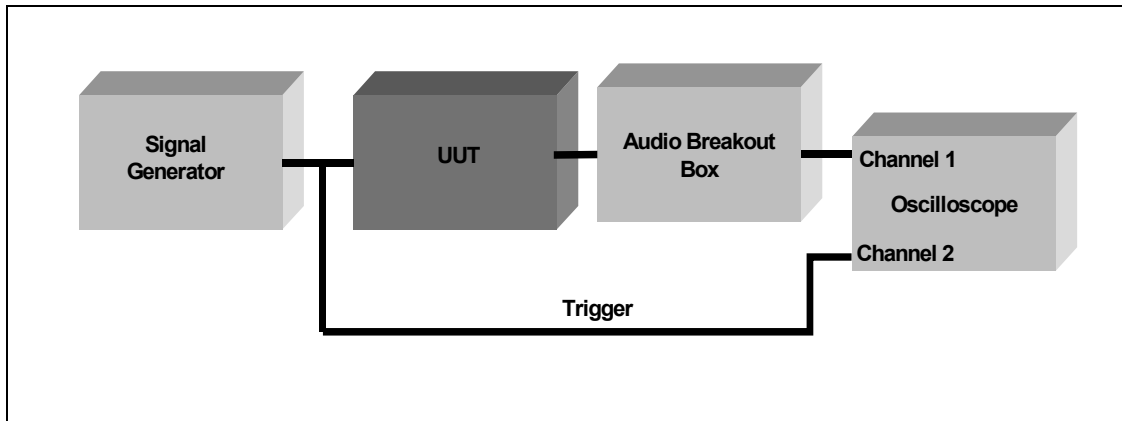 Signal
Generator
UUT
Audio Breakout
Box
Channel 1
Oscilloscope
Channel 2
Trigger